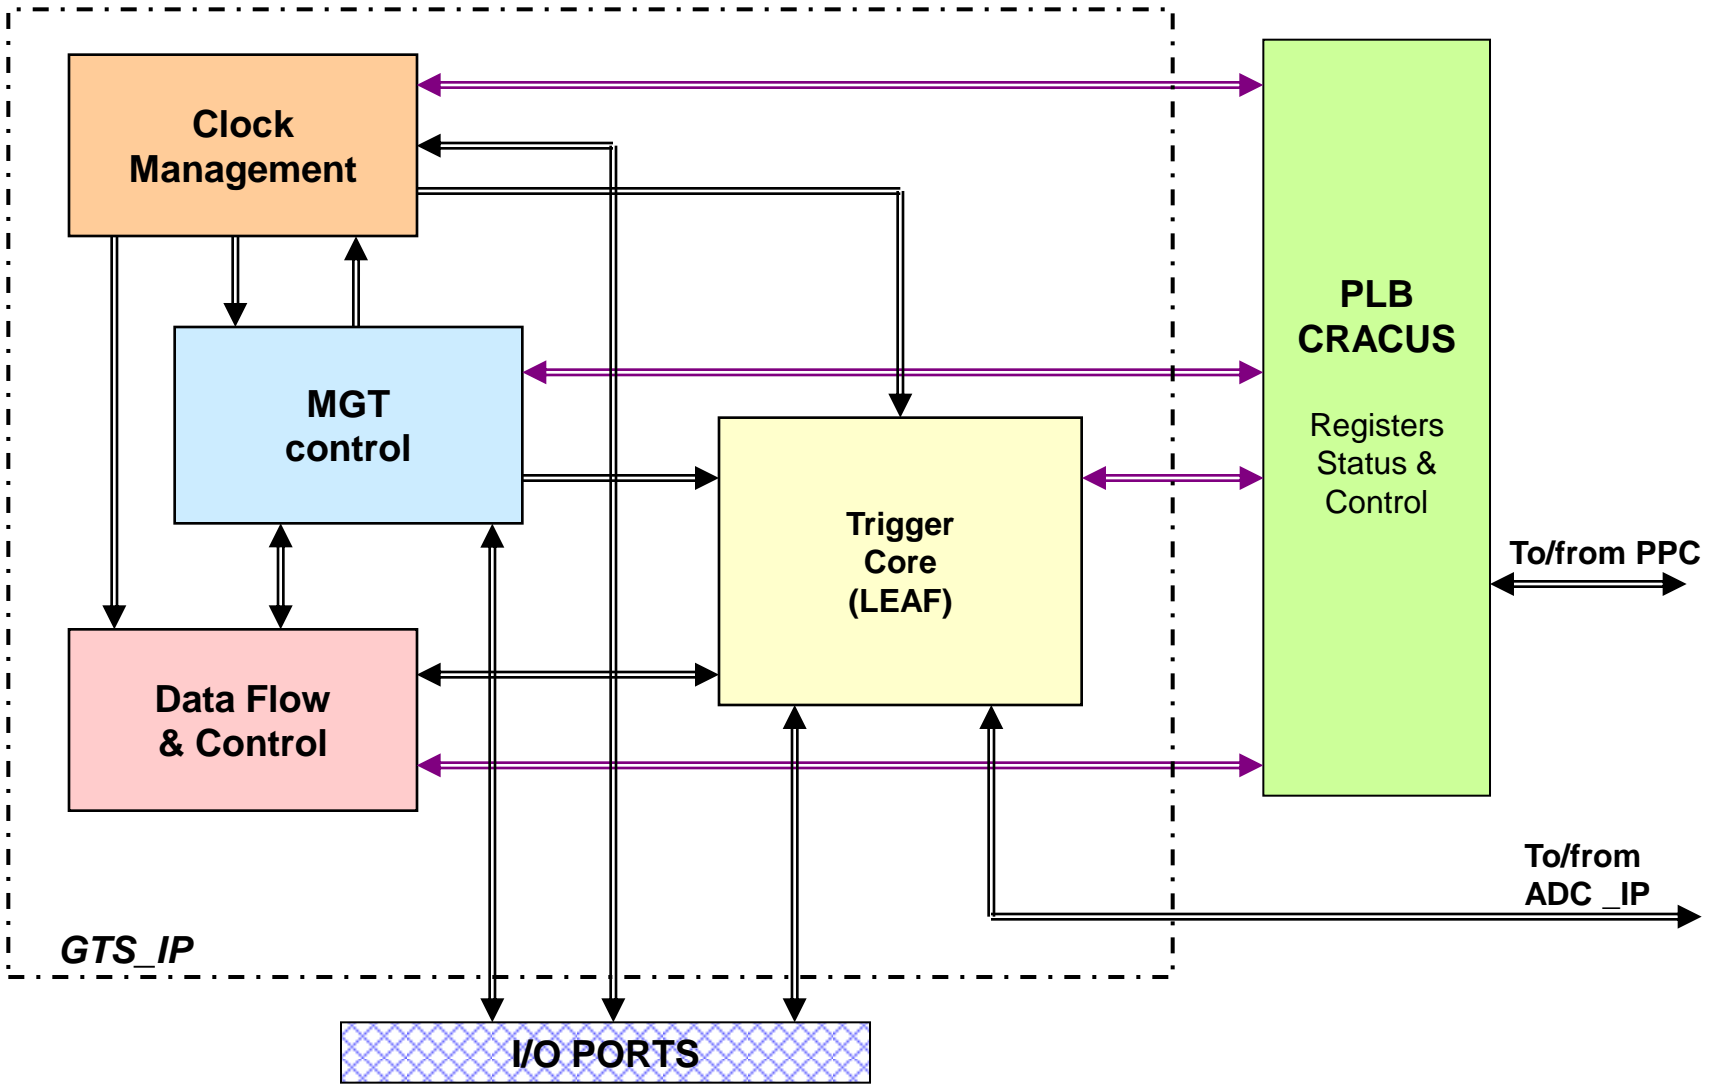 Clock
Management
MGT
control
Data Flow
& Control
Trigger
Core
(LEAF)
PLB
CRACUS
Registers
Status &
Control
To/from PPC
To/from
ADC _IP
GTS_IP
I/O PORTS